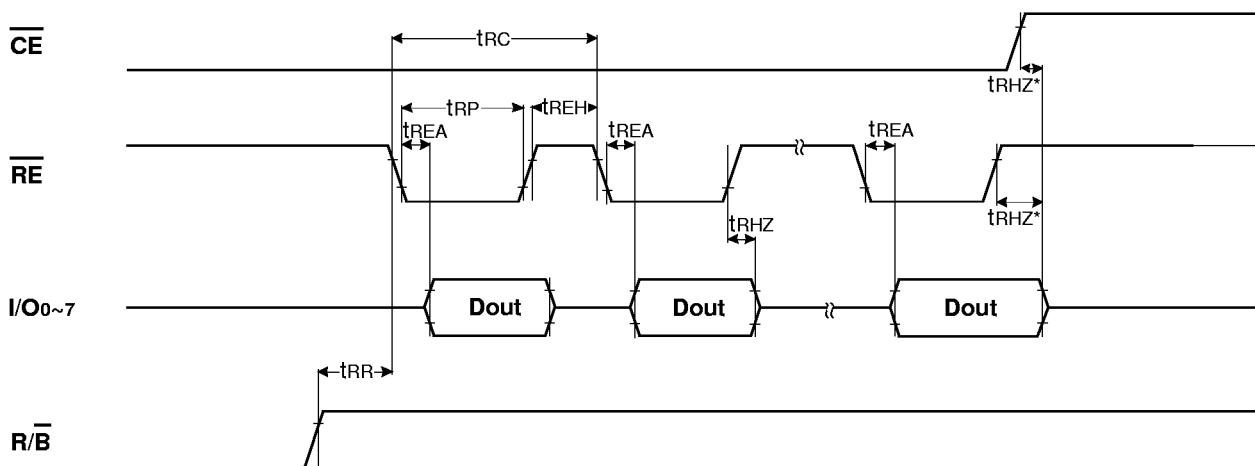 CE
tRC
tRHZ*
tRP
tREH
tREA
tREA
tREA
RE
tRHZ*
tRHZ
I/O0~7
Dout
Dout
Dout
tRR
R/B